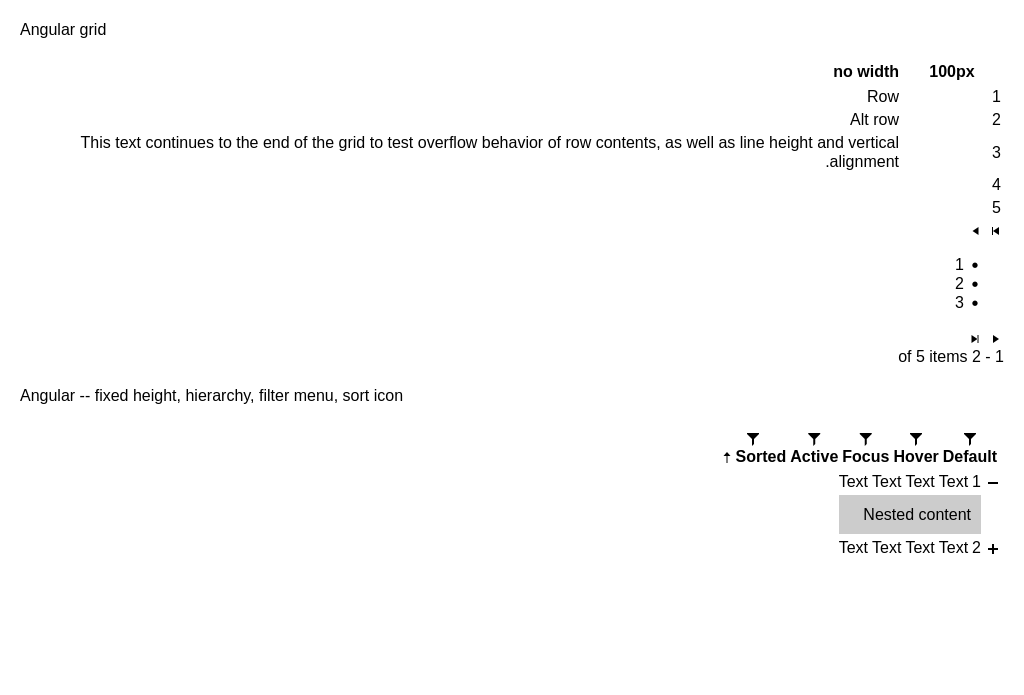 Angular grid
no width 100px
Row 1
Alt row 2
This text continues to the end of the grid to test overflow behavior of row contents, as well as line height and vertical
.alignment
3
4
5
1 •
2 •
3 •
of 5 items 2 - 1
Angular -- fixed height, hierarchy, filter menu, sort icon
Sorted Active Focus Hover Default
Text Text Text Text 1
Nested content
Text Text Text Text 2